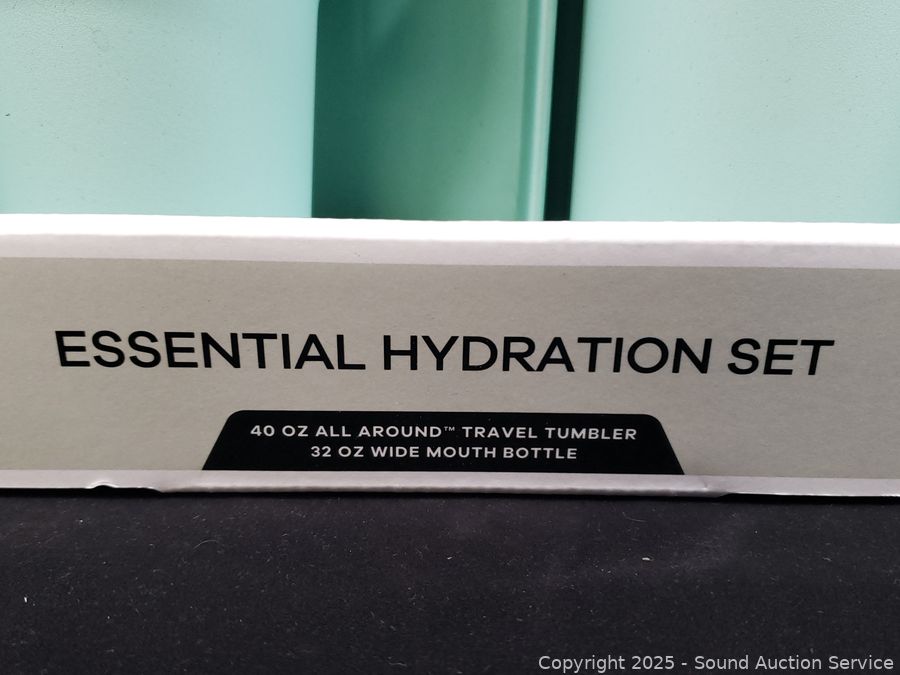 ESSENTIAL HYDRATION SET
40 OZ ALL AROUND™ TRAVEL TUMBLER
32 OZ WIDE MOUTH BOTTLE
Copyright 2025 - Sound Auction Service